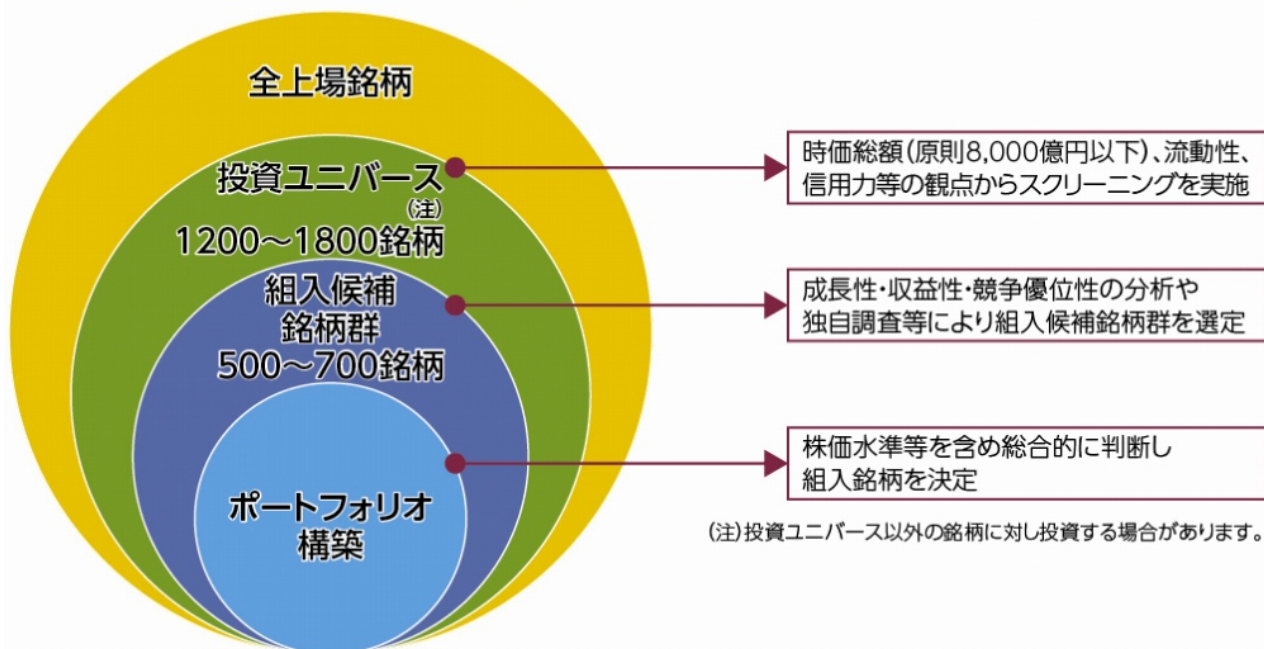 全上場銘柄
投資ユニバース
(注)
1200～1800銘柄
組入候補
銘柄群
500～700銘柄
ポートフォリオ
構築
時価総額(原則8,000億円以下)、流動性、
信用力等の観点からスクリーニングを実施
成長性・収益性・競争優位性の分析や
独自調査等により組入候補銘柄群を選定
株価水準等を含め総合的に判断し
組入銘柄を決定
(注)投資ユニバース以外の銘柄に対し投資する場合があります。